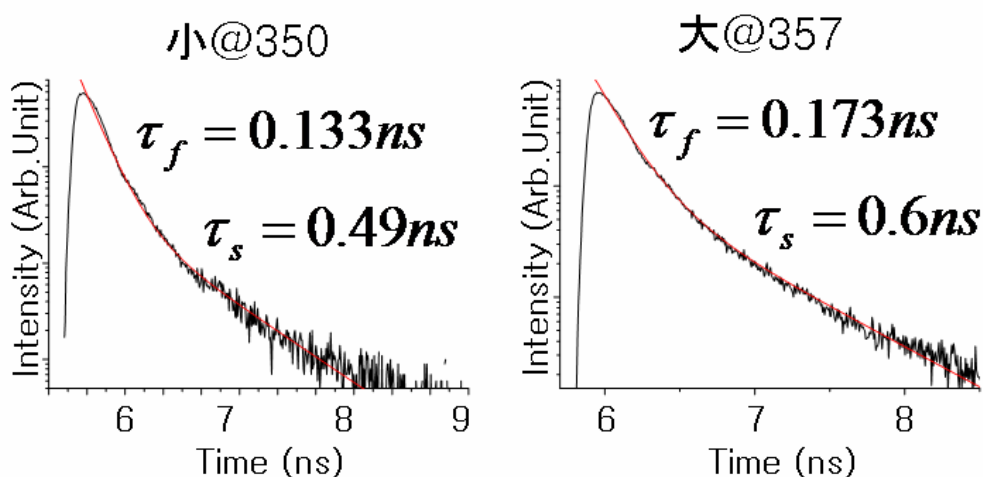 小@350
Intensity (Arb.Unit)
τf = 0.133ns
τs = 0.49ns
6 7 8 9
Time (ns)
大@357
Intensity (Arb.Unit)
τf = 0.173ns
τs = 0.6ns
6 7 8
Time (ns)